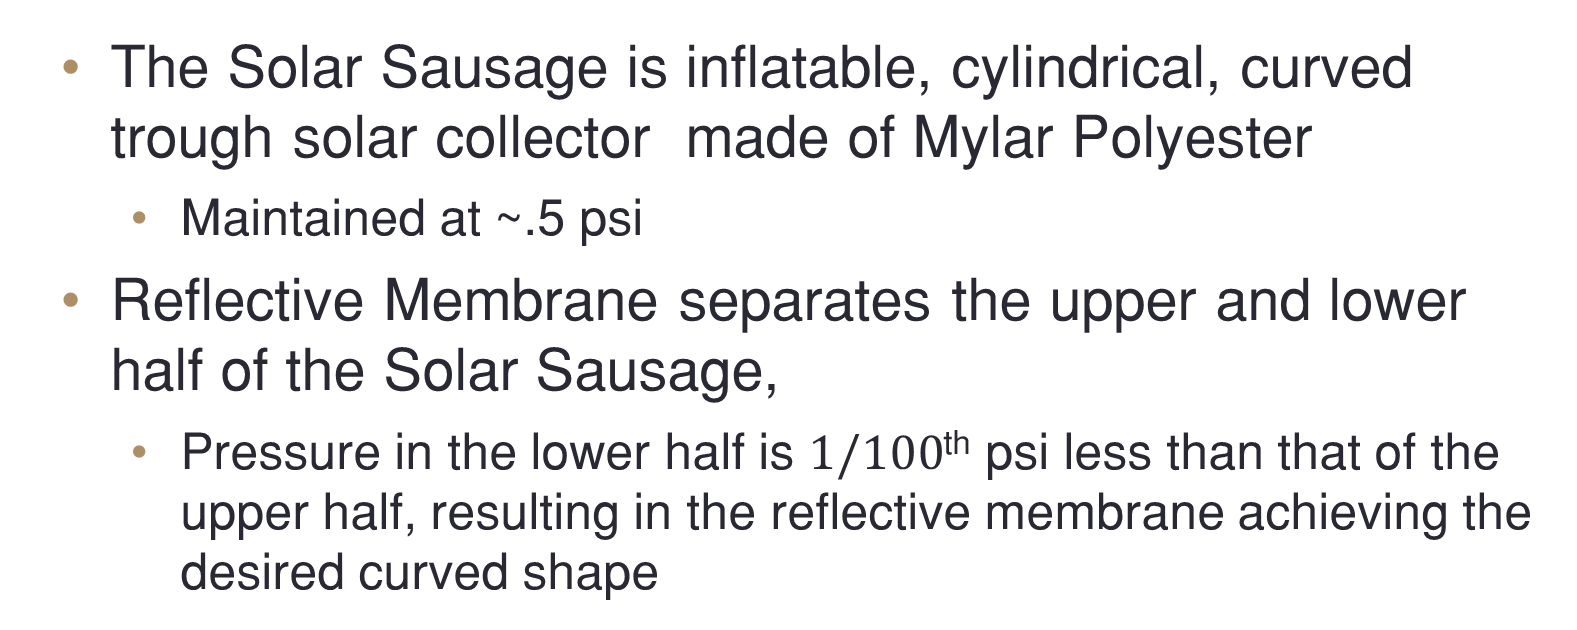 • The Solar Sausage is inflatable, cylindrical, curved
trough solar collector  made of Mylar Polyester
• Maintained at ~.5 psi
• Reflective Membrane separates the upper and lower
half of the Solar Sausage,
• Pressure in the lower half is 1/100th psi less than that of the
upper half, resulting in the reflective membrane achieving the
desired curved shape